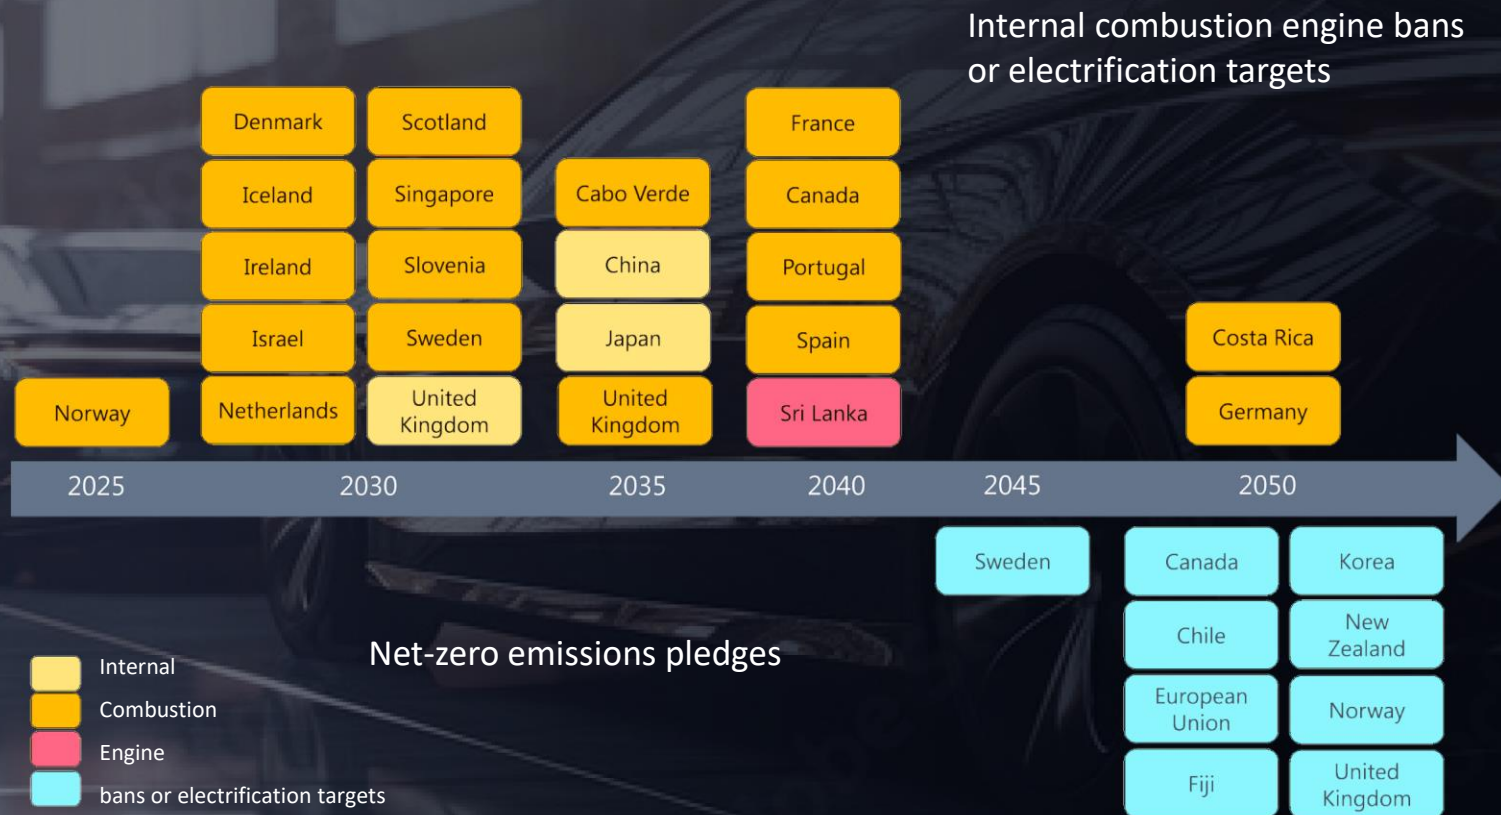 Internal combustion engine bans
or electrification targets
Denmark
Scotland
France
Iceland
Singapore
Cabo Verde
Canada
Ireland
Slovenia
China
Portugal
Israel
Sweden
Japan
Spain
Costa Rica
Norway
Netherlands
United
Kingdom
United
Kingdom
Sri Lanka
Germany
2025
2030
2035
2040
2045
2050
Sweden
Canada
Korea
Chile
New
Zealand
European
Union
Norway
Fiji
United
Kingdom
Net-zero emissions pledges
Internal
Combustion
Engine
bans or electrification targets